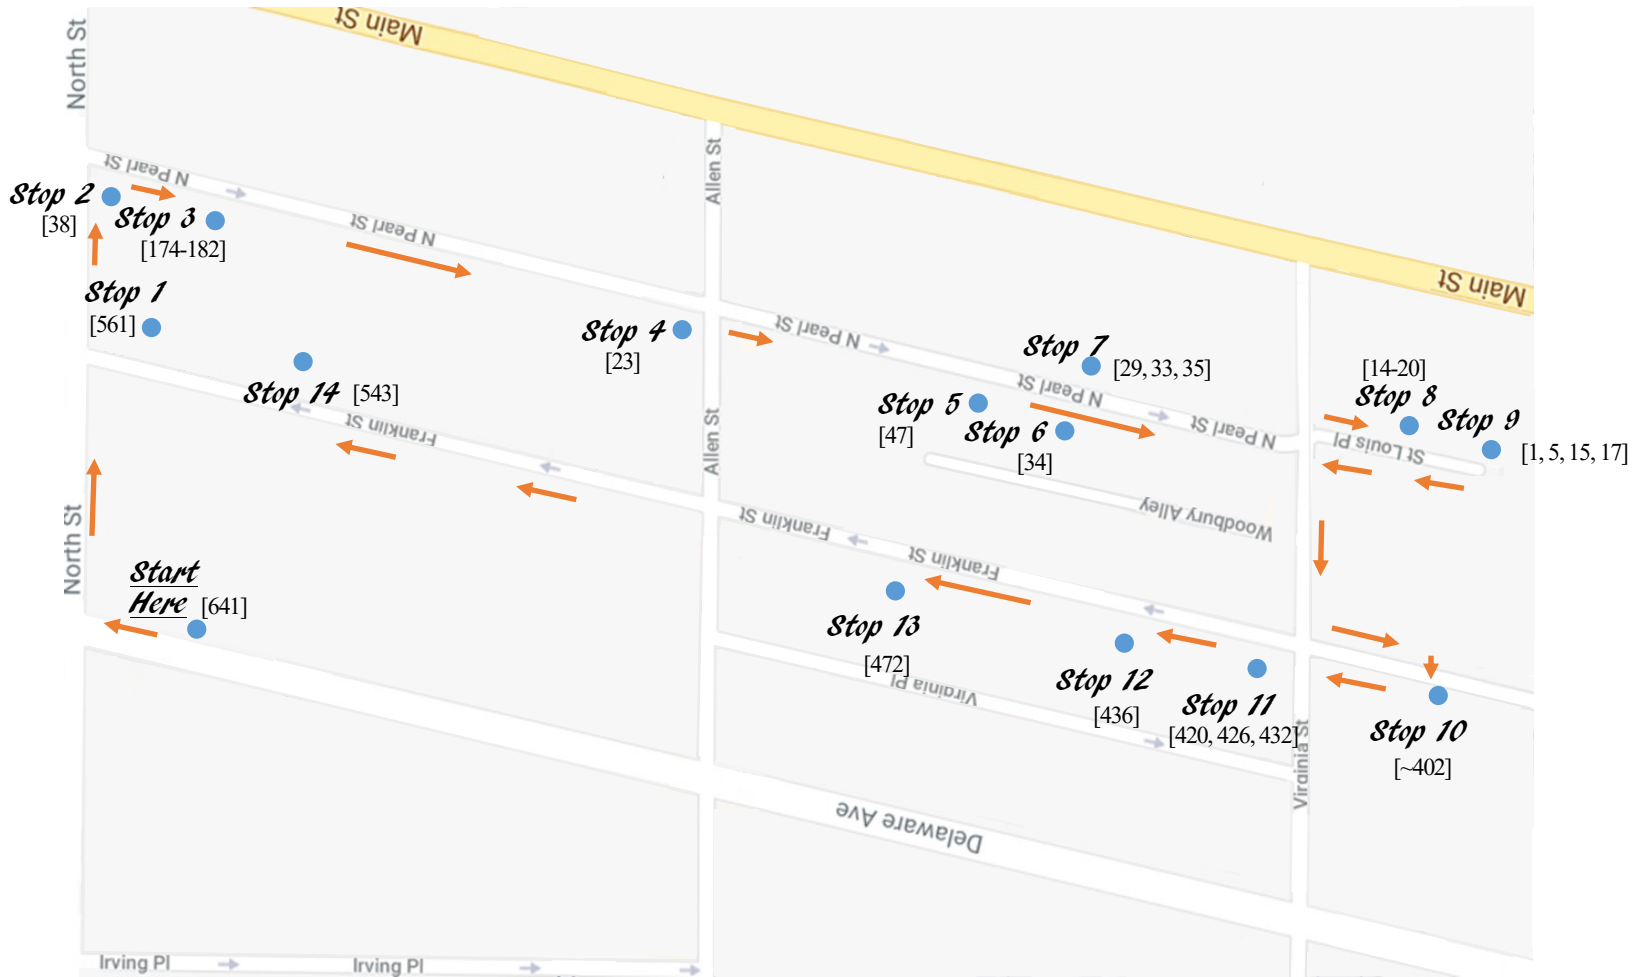 Main St
North St
N Pearl St
Allen St
Stop 2
[38]
Stop 3
[174-182]
N Pearl St
Main St
Stop 1
[561]
Stop 4
[23]
N Pearl St
Stop 7
[29, 33, 35]
[14-20]
Stop 8
Stop 9
[1, 5, 15, 17]
Stop 14 [543]
N Pearl St
Stop 5
[47]
Stop 6
[34]
N Pearl St
St Louis Pl
Franklin St
Allen St
Woodbury Alley
North St
Franklin St
Franklin St
Start
Here [641]
Stop 13
[472]
Virginia Pl
Stop 12
[436]
Stop 11
[420, 426, 432]
Virginia St
Stop 10
[~402]
Delaware Ave
Irving Pl
Irving Pl